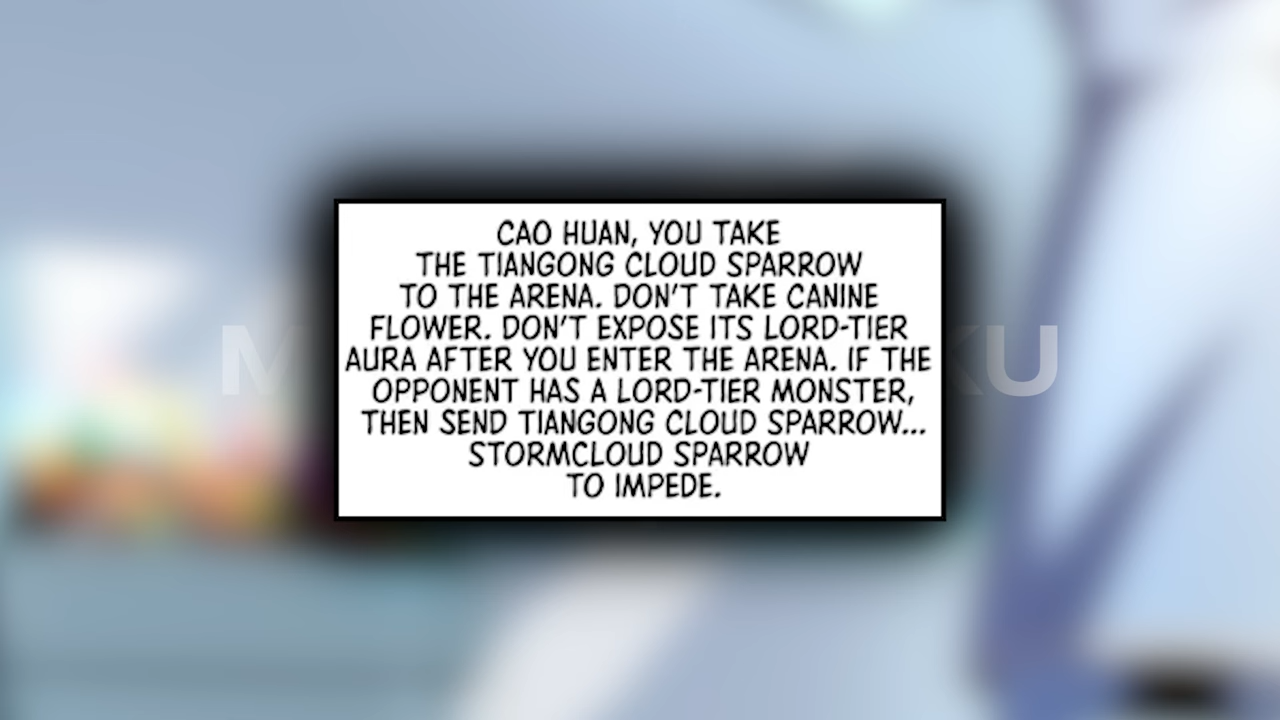 CAO HUAN, YOU TAKE
THE TIANGONG CLOUD SPARROW
TO THE ARENA. DON'T TAKE CANINE
FLOWER. DON'T EXPOSE ITS LORD-TIER
AURA AFTER YOU ENTER THE ARENA. IF THE
OPPONENT HAS A LORD-TIER MONSTER,
THEN SEND TIANGONG CLOUD SPARROW...
STORMCLOUD SPARROW
TO IMPEDE.